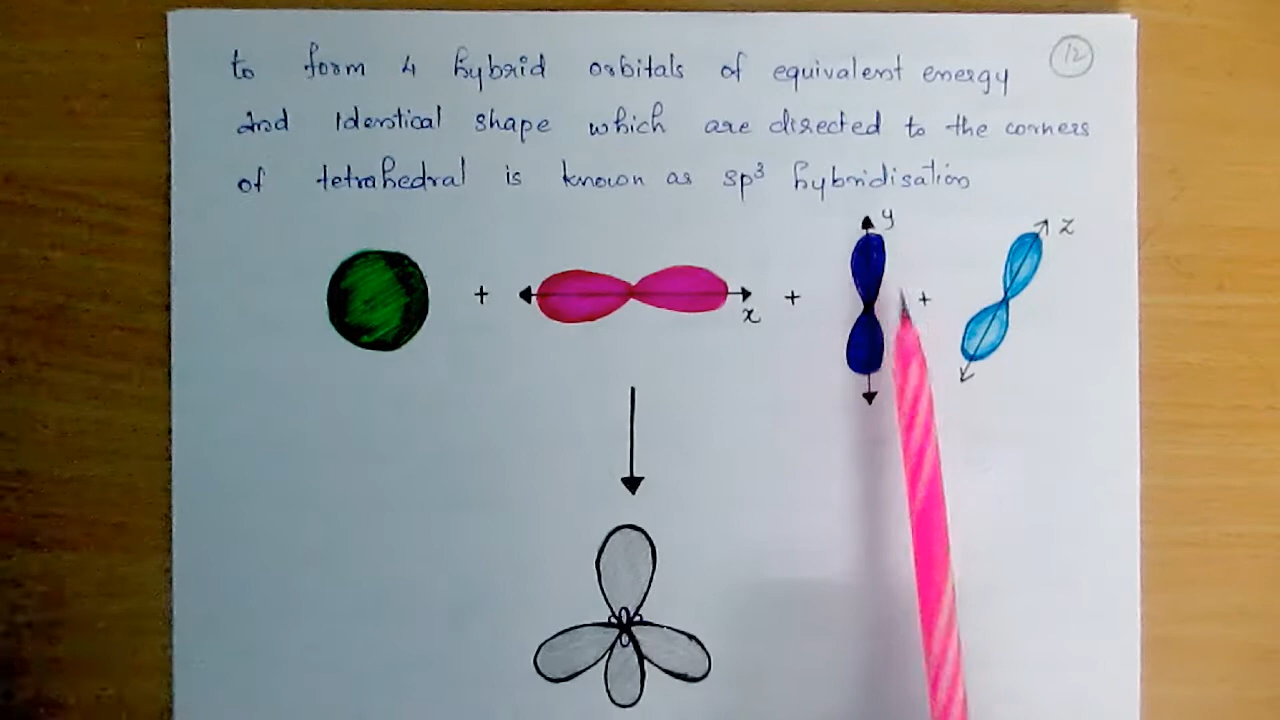 12
to form 4 hybrid orbitals of equivalent energy
and Identical shape which are directed to the corners
of tetrahedral is known as sp³ hybridisation
y
z
+ + +
x